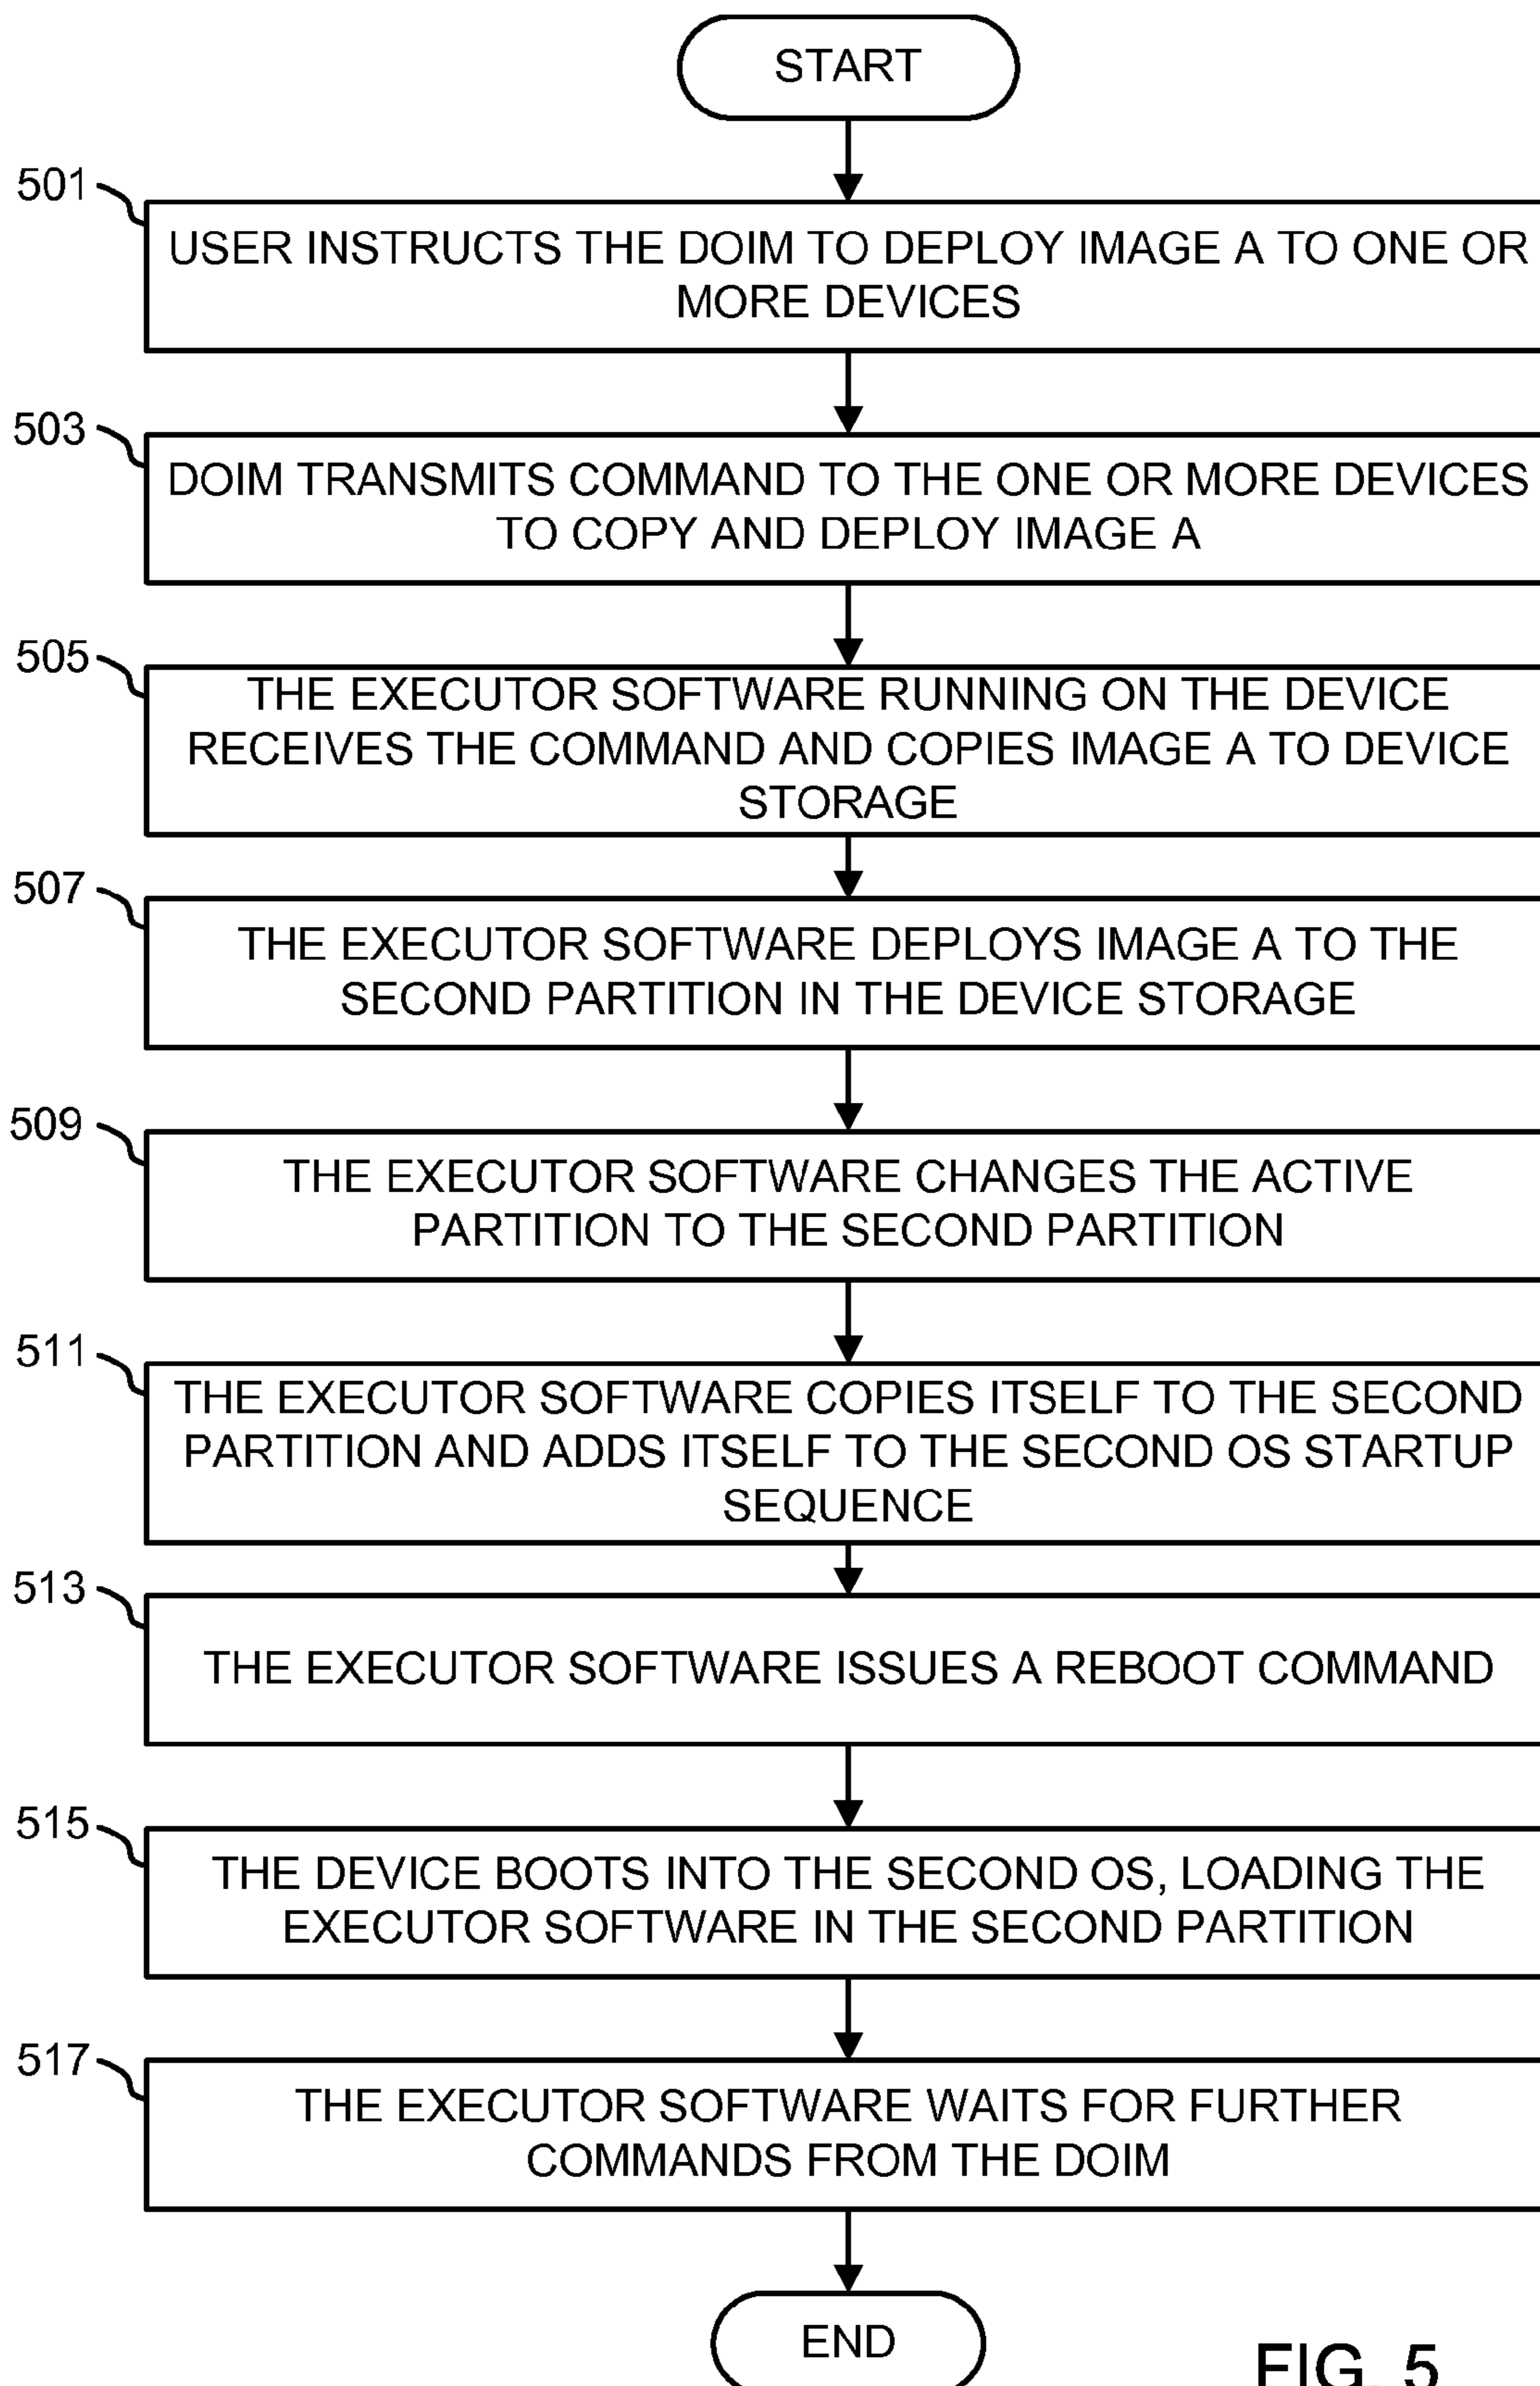 START
501
USER INSTRUCTS THE DOIM TO DEPLOY IMAGE A TO ONE OR
MORE DEVICES
503
DOIM TRANSMITS COMMAND TO THE ONE OR MORE DEVICES
TO COPY AND DEPLOY IMAGE A
505
THE EXECUTOR SOFTWARE RUNNING ON THE DEVICE
RECEIVES THE COMMAND AND COPIES IMAGE A TO DEVICE
STORAGE
507
THE EXECUTOR SOFTWARE DEPLOYS IMAGE A TO THE
SECOND PARTITION IN THE DEVICE STORAGE
509
THE EXECUTOR SOFTWARE CHANGES THE ACTIVE
PARTITION TO THE SECOND PARTITION
511
THE EXECUTOR SOFTWARE COPIES ITSELF TO THE SECOND
PARTITION AND ADDS ITSELF TO THE SECOND OS STARTUP
SEQUENCE
513
THE EXECUTOR SOFTWARE ISSUES A REBOOT COMMAND
515
THE DEVICE BOOTS INTO THE SECOND OS, LOADING THE
EXECUTOR SOFTWARE IN THE SECOND PARTITION
517
THE EXECUTOR SOFTWARE WAITS FOR FURTHER
COMMANDS FROM THE DOIM
END
FIG. 5